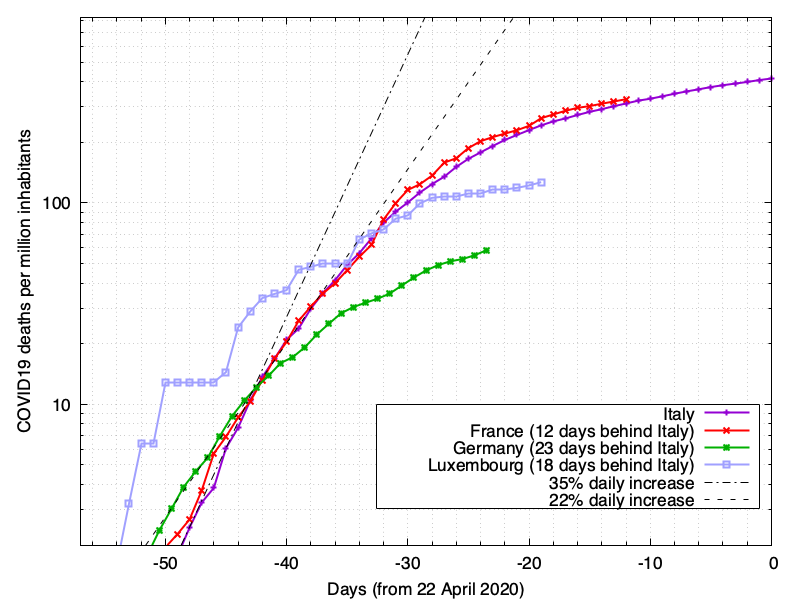 COVID19 deaths per million inhabitants
100
10
Italy
France (12 days behind Italy)
Germany (23 days behind Italy)
Luxembourg (18 days behind Italy)
35% daily increase
22% daily increase
-50 -40 -30 -20 -10 0
Days (from 22 April 2020)